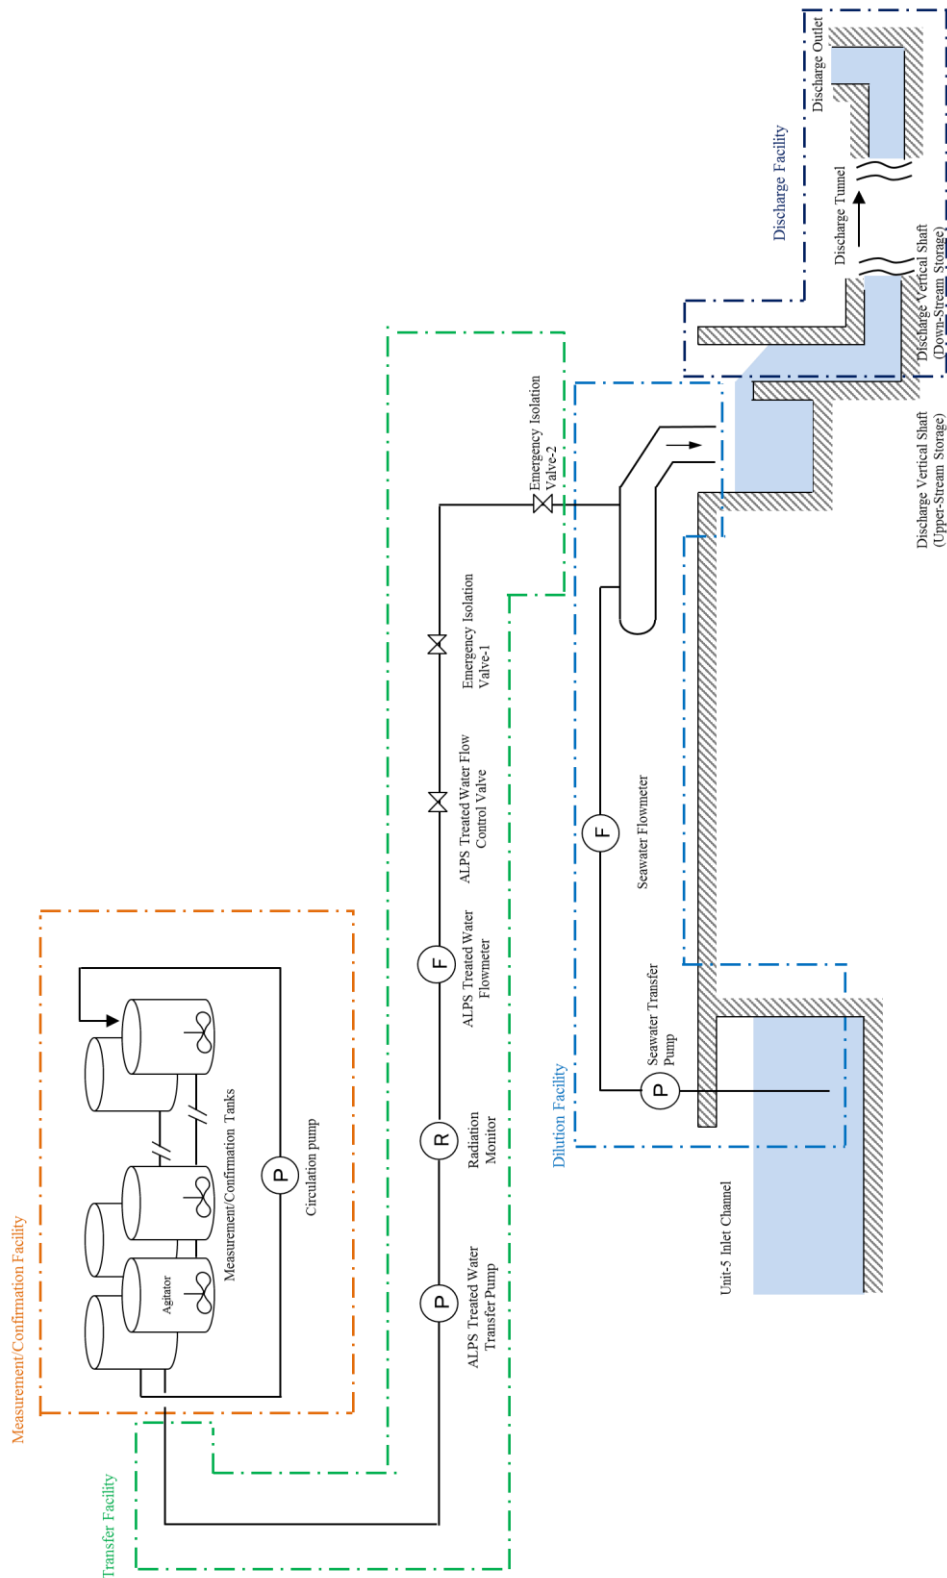 Measurement/Confirmation Facility
Agitator
Measurement/Confirmation Tanks
P
Circulation pump
Transfer Facility
P
ALPS Treated Water
Transfer Pump
R
Radiation
Monitor
F
ALPS Treated Water
Flowmeter
ALPS Treated Water Flow
Control Valve
Emergency Isolation
Valve-1
Emergency Isolation
Valve-2
Dilution Facility
P
Seawater Transfer
Pump
F
Seawater Flowmeter
Unit-5 Inlet Channel
Discharge Facility
Discharge Vertical Shaft
(Upper-Stream Storage)
Discharge Vertical Shaft
(Down-Stream Storage)
Discharge Tunnel
Discharge Outlet